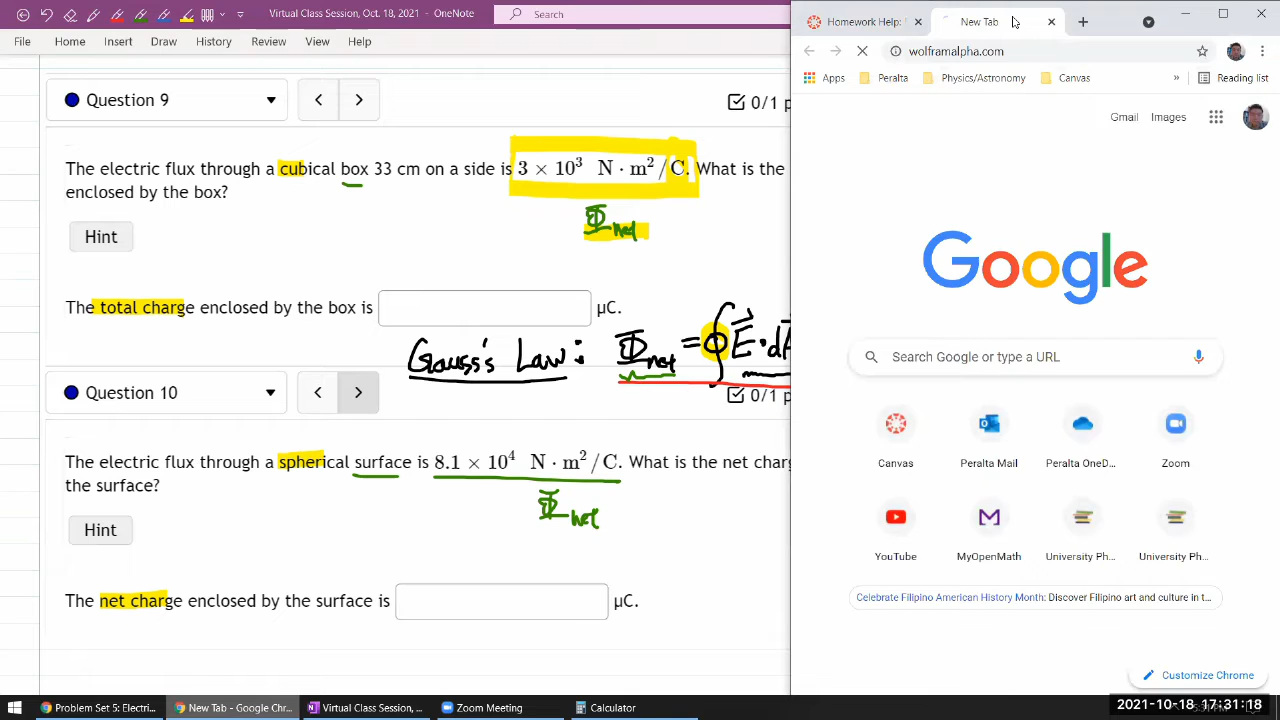 Virtual Class Session, Oct. 18, 2021 - OneNote
Search
File Home Insert Draw History Review View Help
Question 9
0/1 p
The electric flux through a cubical box 33 cm on a side is 3 × 10³ N · m² / C. What is the
enclosed by the box?
Φnet
Hint
The total charge enclosed by the box is
μC.
Gauss's Law: Φnet = ∮ E⃗ · dA
Question 10
0/1 p
The electric flux through a spherical surface is 8.1 × 10⁴ N · m² / C. What is the net charg
the surface?
Φnet
Hint
The net charge enclosed by the surface is
μC.
Homework Help:
New Tab
wolframalpha.com
Apps Peralta Physics/Astronomy Canvas » Reading list
Gmail Images
Google
Search Google or type a URL
Canvas Peralta Mail Peralta OneD... Zoom
YouTube MyOpenMath University Ph... University Ph...
Celebrate Filipino American History Month: Discover Filipino art and culture in t...
Customize Chrome
Problem Set 5: Electri... New Tab - Google Chr... Virtual Class Session, ... Zoom Meeting Calculator
2021-10-18 17:31:18